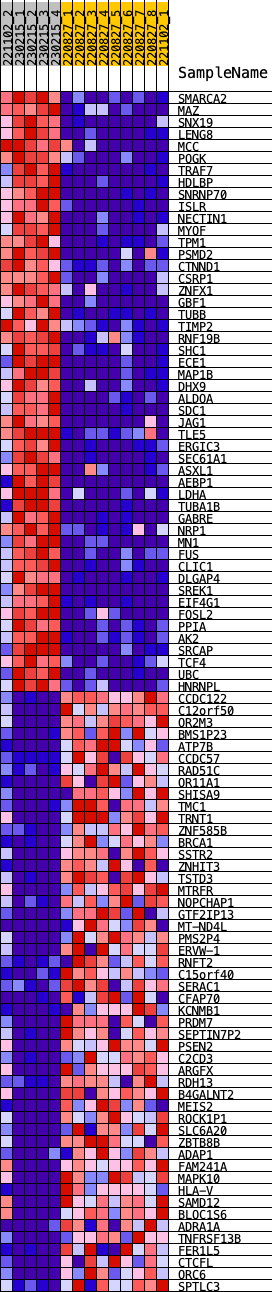 221102_
230215_1
230215_2
230215_3
230215_4
220827_1
220827_2
220827_3
220827_4
220827_5
220827_6
220827_7
220827_8
221102_1
SampleName
SMARCA2
MAZ
SNX19
LENG8
MCC
POGK
TRAF7
HDLBP
SNRNP70
ISLR
NECTIN1
MYOF
TPM1
PSMD2
CTNND1
CSRP1
ZNFX1
GBF1
TUBB
TIMP2
RNF19B
SHC1
ECE1
MAP1B
DHX9
ALDOA
SDC1
JAG1
TLE5
ERGIC3
SEC61A1
ASXL1
AEBP1
LDHA
TUBA1B
GABRE
NRP1
MN1
FUS
CLIC1
DLGAP4
SREK1
EIF4G1
FOSL2
PPIA
AK2
SRCAP
TCF4
UBC
HNRNPL
CCDC122
C12orf50
OR2M3
BMS1P23
ATP7B
CCDC57
RAD51C
OR11A1
SHISA9
TMC1
TRNT1
ZNF585B
BRCA1
SSTR2
ZNHIT3
TSTD3
MTRFR
NOPCHAP1
GTF2IP13
MT-ND4L
PMS2P4
ERVW-1
RNFT2
C15orf40
SERAC1
CFAP70
KCNMB1
PRDM7
SEPTIN7P2
PSEN2
C2CD3
ARGFX
RDH13
B4GALNT2
MEIS2
ROCK1P1
SLC6A20
ZBTB8B
ADAP1
FAM241A
MAPK10
HLA-V
SAMD12
BLOC1S6
ADRA1A
TNFRSF13B
FER1L5
CTCFL
ORC6
SPTLC3